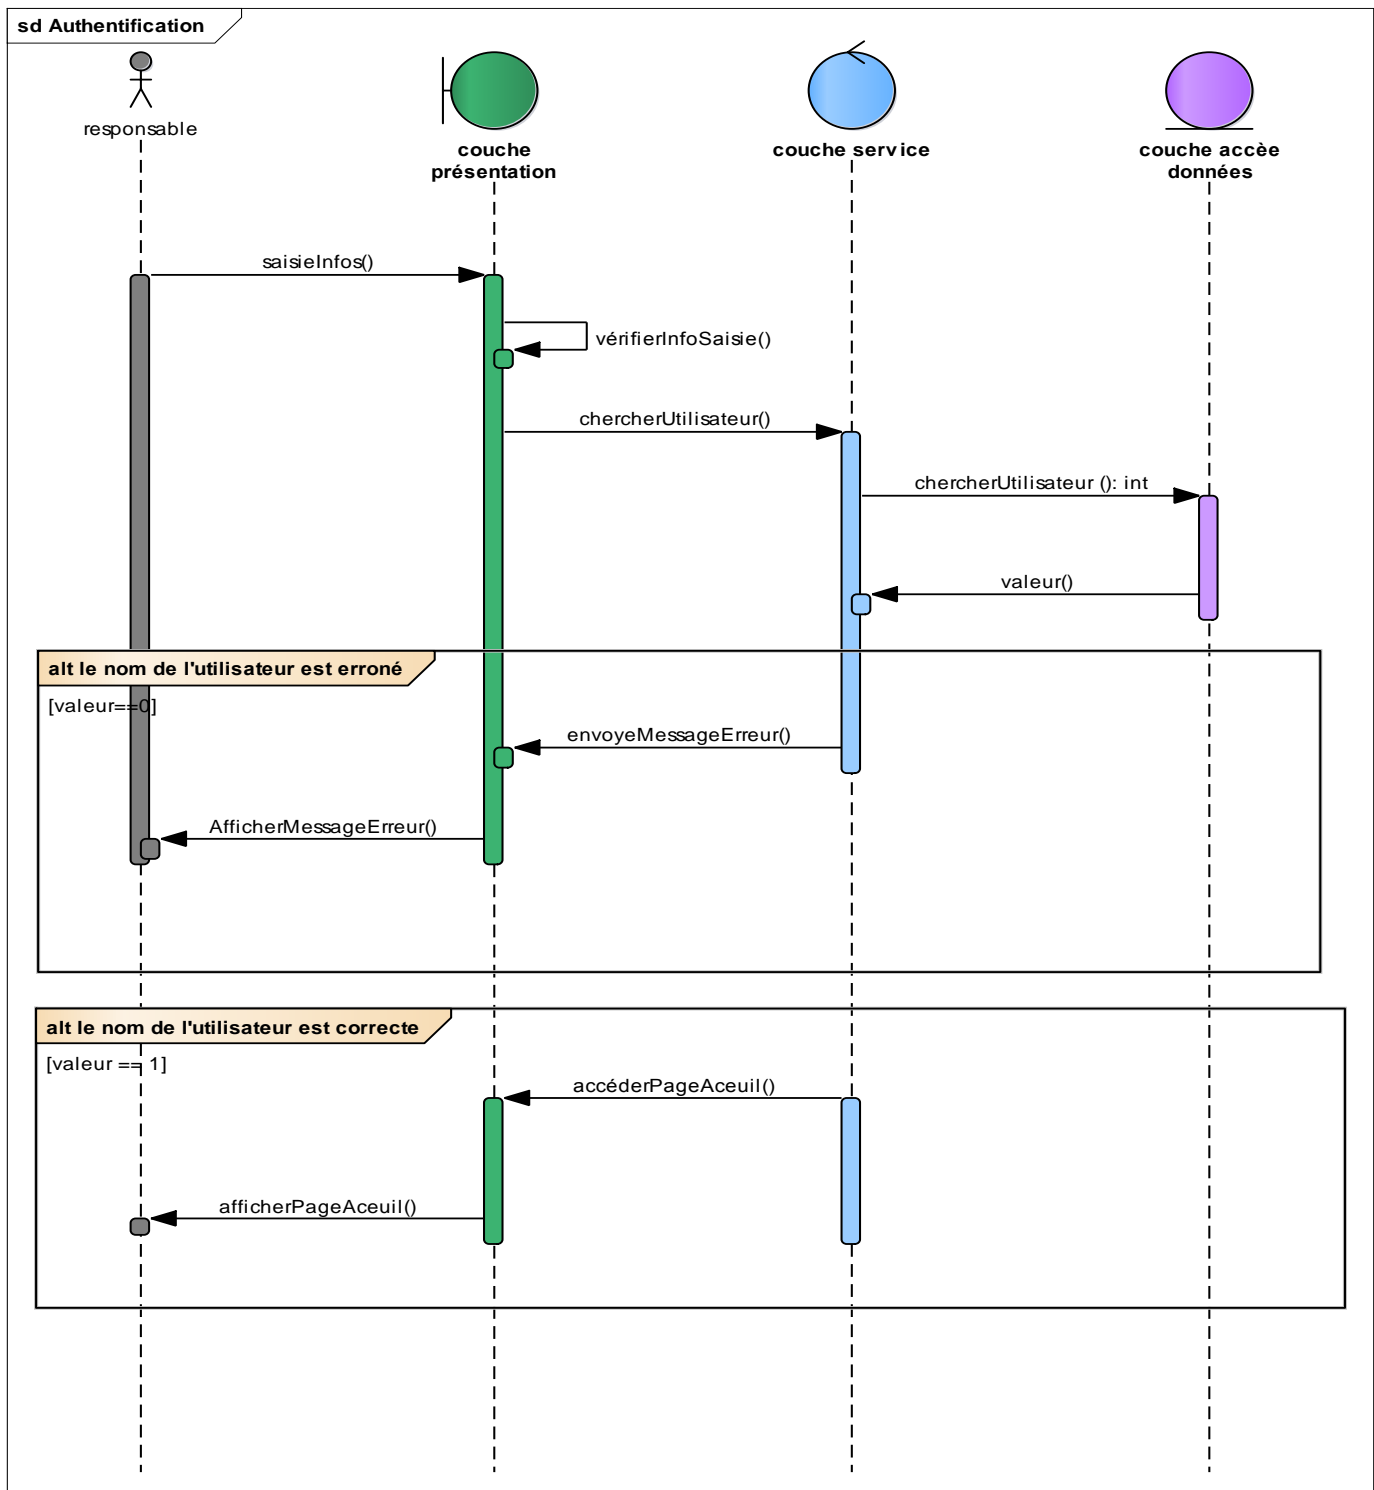 sd Authentification
responsable
couche
présentation
couche service
couche accèe
données
saisieInfos()
vérifierInfoSaisie()
chercherUtilisateur()
chercherUtilisateur (): int
valeur()
alt le nom de l'utilisateur est erroné
[valeur==0]
envoyeMessageErreur()
AfficherMessageErreur()
alt le nom de l'utilisateur est correcte
[valeur == 1]
accéderPageAceuil()
afficherPageAceuil()